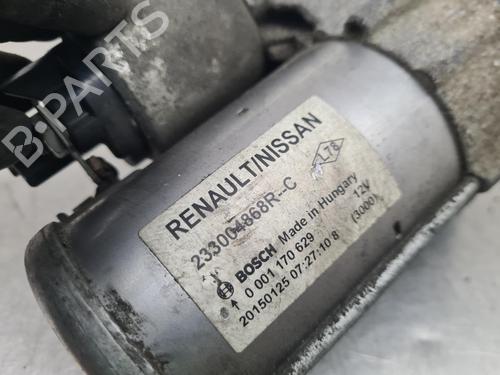 B-PARTS
RENAULT/NISSAN
233004868R--C
L78
BOSCH Made in Hungary 12V
0 001 170 629 (3000)
20150125 07:27:10 8